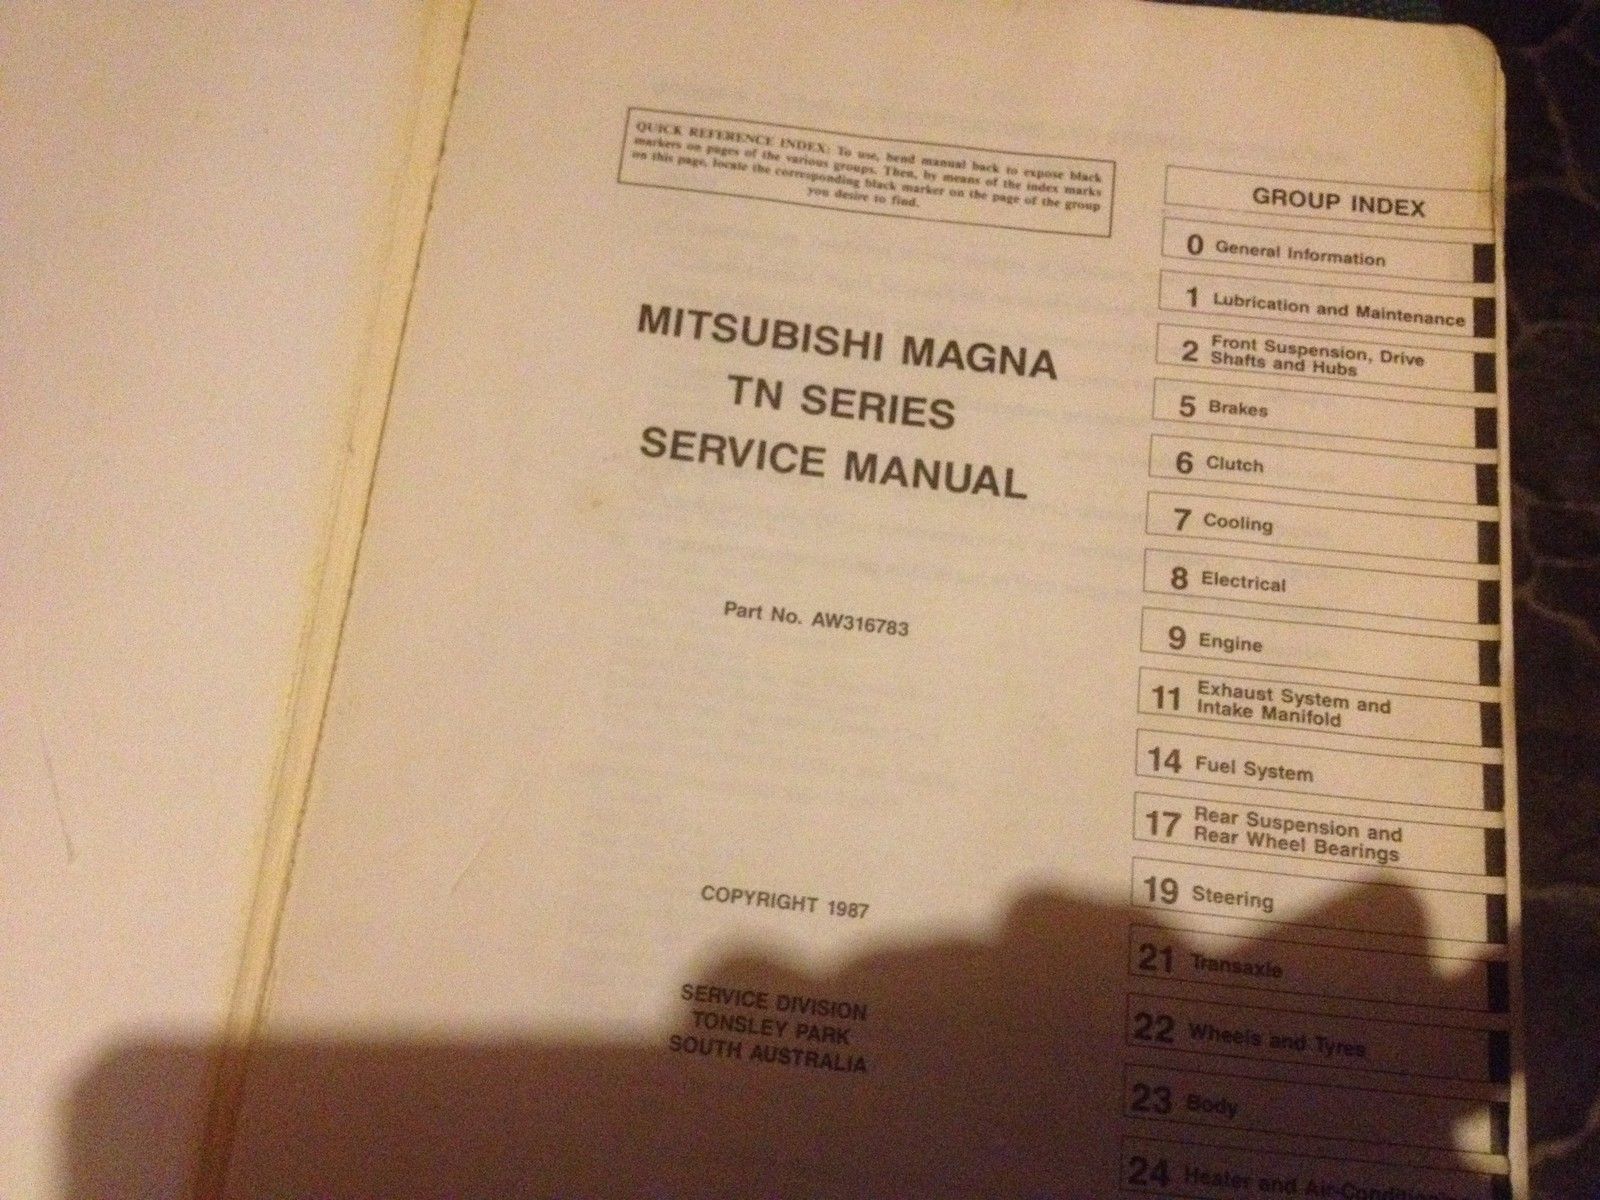 QUICK REFERENCE INDEX: To use, bend manual back to expose black
markers on pages of the various groups. Then, by means of the index marks
on this page, locate the corresponding black marker on the page of the group
you desire to find.
MITSUBISHI MAGNA
TN SERIES
SERVICE MANUAL
Part No. AW316783
COPYRIGHT 1987
SERVICE DIVISION
TONSLEY PARK
SOUTH AUSTRALIA
GROUP INDEX
0 General Information
1 Lubrication and Maintenance
2 Front Suspension, Drive
Shafts and Hubs
5 Brakes
6 Clutch
7 Cooling
8 Electrical
9 Engine
11 Exhaust System and
Intake Manifold
14 Fuel System
17 Rear Suspension and
Rear Wheel Bearings
19 Steering
21 Transaxle
22 Wheels and Tyres
23 Body
24 Heater and